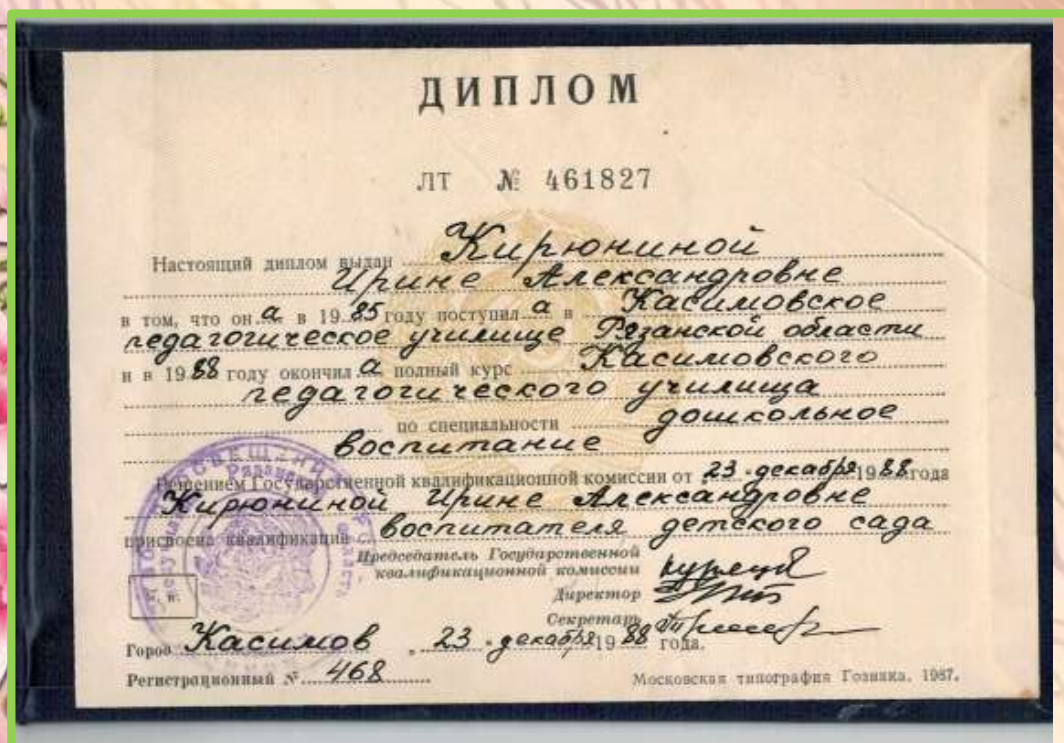 ДИПЛОМ
ЛТ № 461827
Настоящий диплом выдан Кирюниной
Ирине Александровне
в том, что он а в 1985 году поступил а в Касимовское
педагогическое училище Рязанской области
и в 1988 году окончил а полный курс Касимовского
педагогического училища
по специальности дошкольное
воспитание
Решением Государственной квалификационной комиссии от 23 декабря 1988 года
Кирюниной Ирине Александровне
присвоена квалификация воспитателя детского сада
Председатель Государственной
квалификационной комиссии
Директор
Секретарь
Город Касимов, 23 декабря 1988 года.
Регистрационный № 468
Московская типография Гознака. 1987.